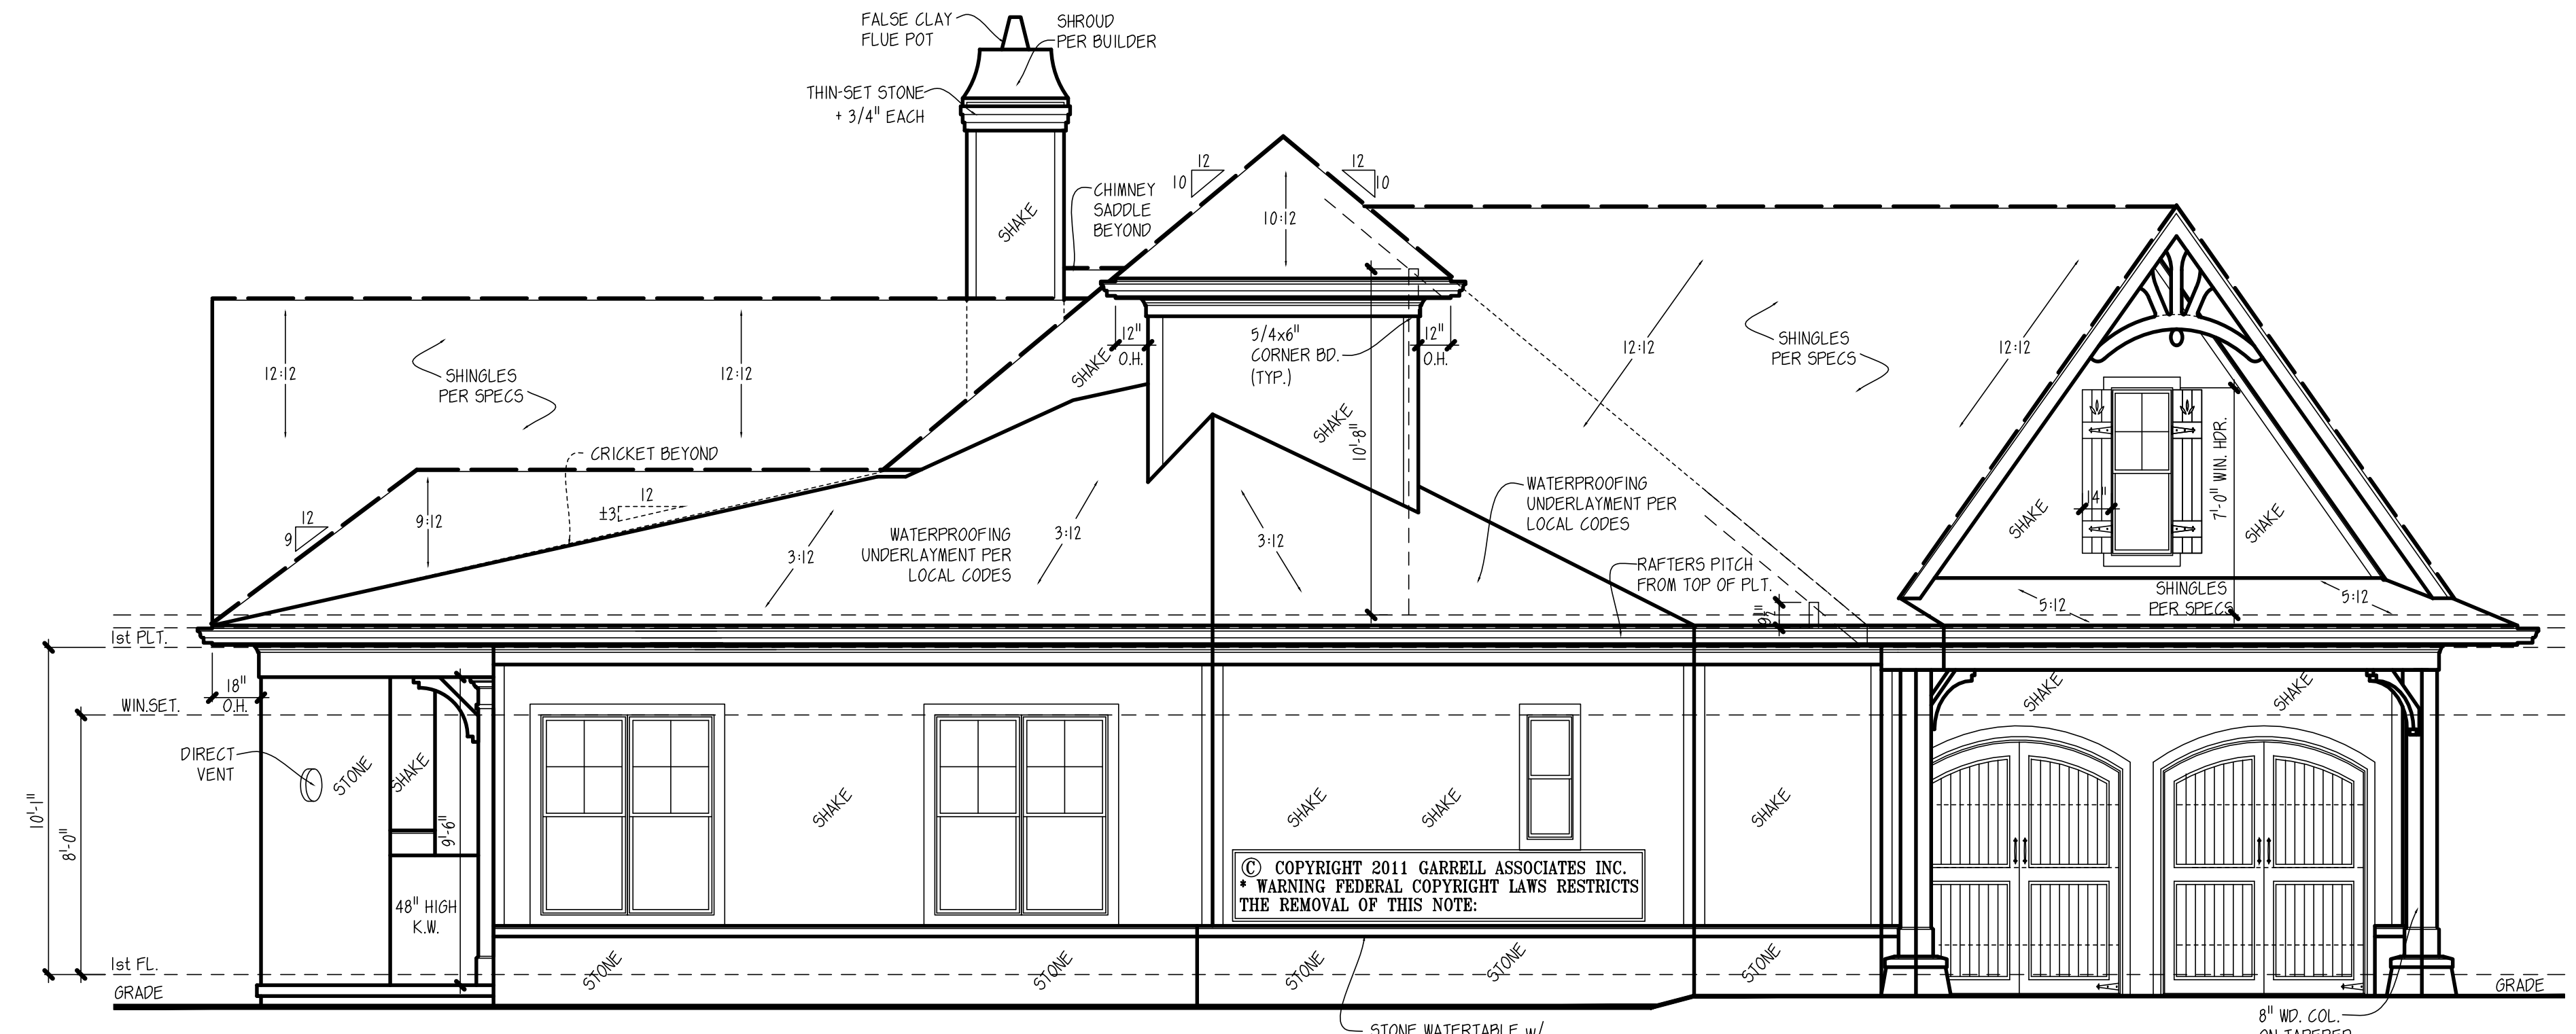 FALSE CLAY
FLUE POT
SHROUD
PER BUILDER
THIN-SET STONE
+ 3/4" EACH
SHAKE
CHIMNEY
SADDLE
BEYOND
12
10
12
10
10:12
12:12
SHINGLES
PER SPECS
12:12
SHAKE
12"
O.H.
5/4x6"
CORNER BD.
(TYP.)
12"
O.H.
SHAKE
10'-8"
12:12
SHINGLES
PER SPECS
12:12
CRICKET BEYOND
12
9
9:12
12
±3
WATERPROOFING
UNDERLAYMENT PER
LOCAL CODES
3:12
3:12
3:12
WATERPROOFING
UNDERLAYMENT PER
LOCAL CODES
RAFTERS PITCH
FROM TOP OF PLT.
14"
7'-0" WIN. HDR.
SHAKE
SHAKE
SHINGLES
PER SPECS
5:12
5:12
1st PLT.
18"
O.H.
WIN.SET.
DIRECT
VENT
STONE
SHAKE
9'-6"
10'-1"
8'-0"
48" HIGH
K.W.
SHAKE
SHAKE
SHAKE
SHAKE
SHAKE
SHAKE
© COPYRIGHT 2011 GARRELL ASSOCIATES INC.
* WARNING FEDERAL COPYRIGHT LAWS RESTRICTS
THE REMOVAL OF THIS NOTE:
1st FL.
GRADE
STONE
STONE
STONE
STONE
STONE
GRADE
STONE WATERTABLE W/
8" WD. COL.
ON TAPERED